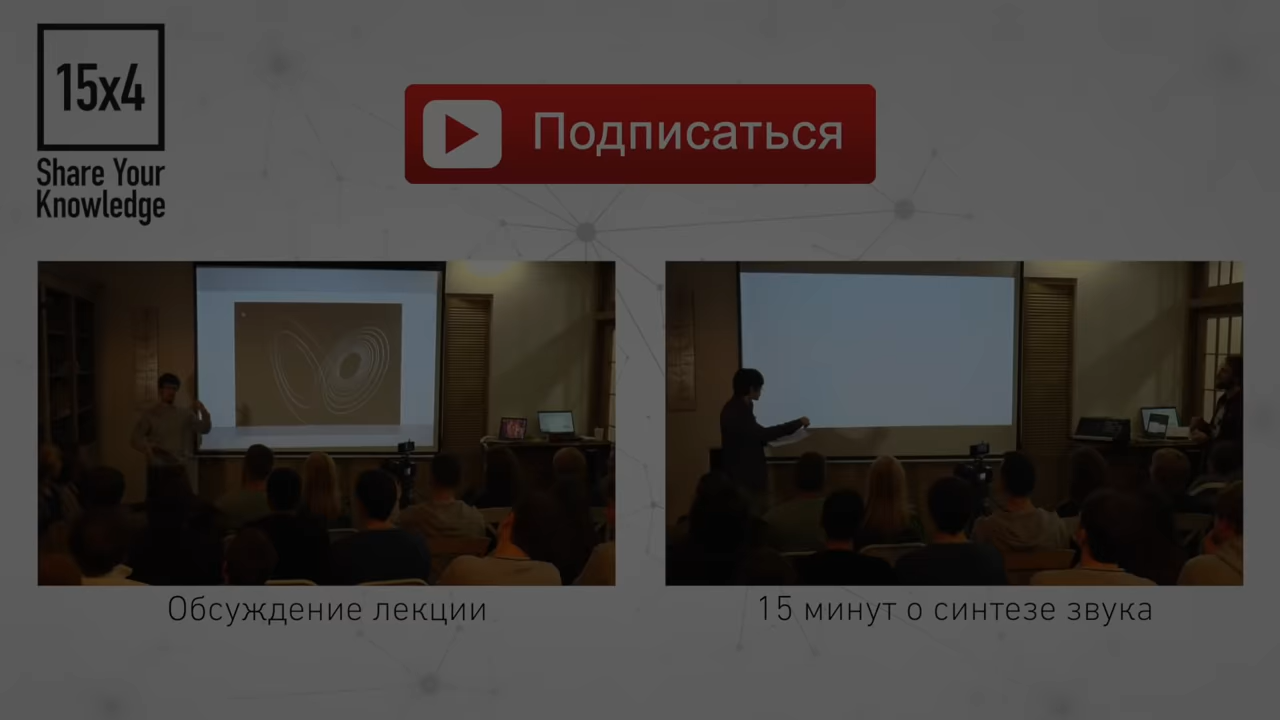 15x4
Share Your
Knowledge
Подписаться
Обсуждение лекции
15 минут о синтезе звука